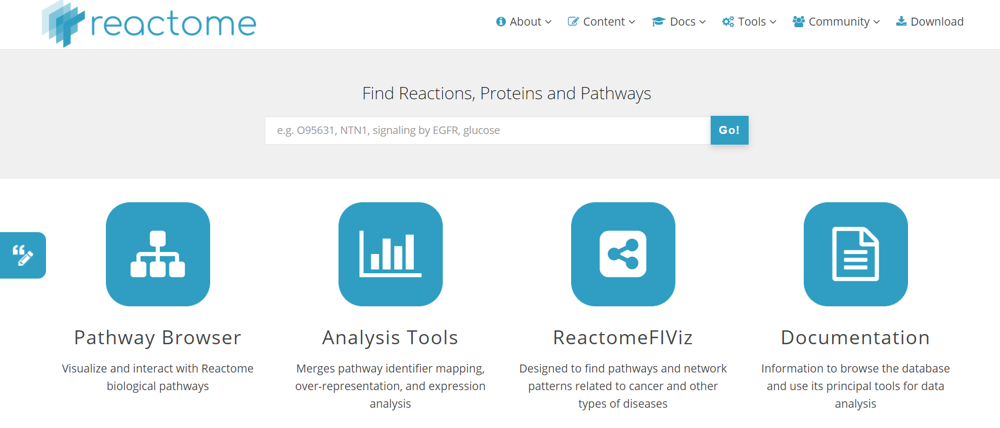 reactome
About
Content
Docs
Tools
Community
Download
Find Reactions, Proteins and Pathways
e.g. O95631, NTN1, signaling by EGFR, glucose
Go!
Pathway Browser
Visualize and interact with Reactome
biological pathways
Analysis Tools
Merges pathway identifier mapping,
over-representation, and expression
analysis
ReactomeFIViz
Designed to find pathways and network
patterns related to cancer and other
types of diseases
Documentation
Information to browse the database
and use its principal tools for data
analysis